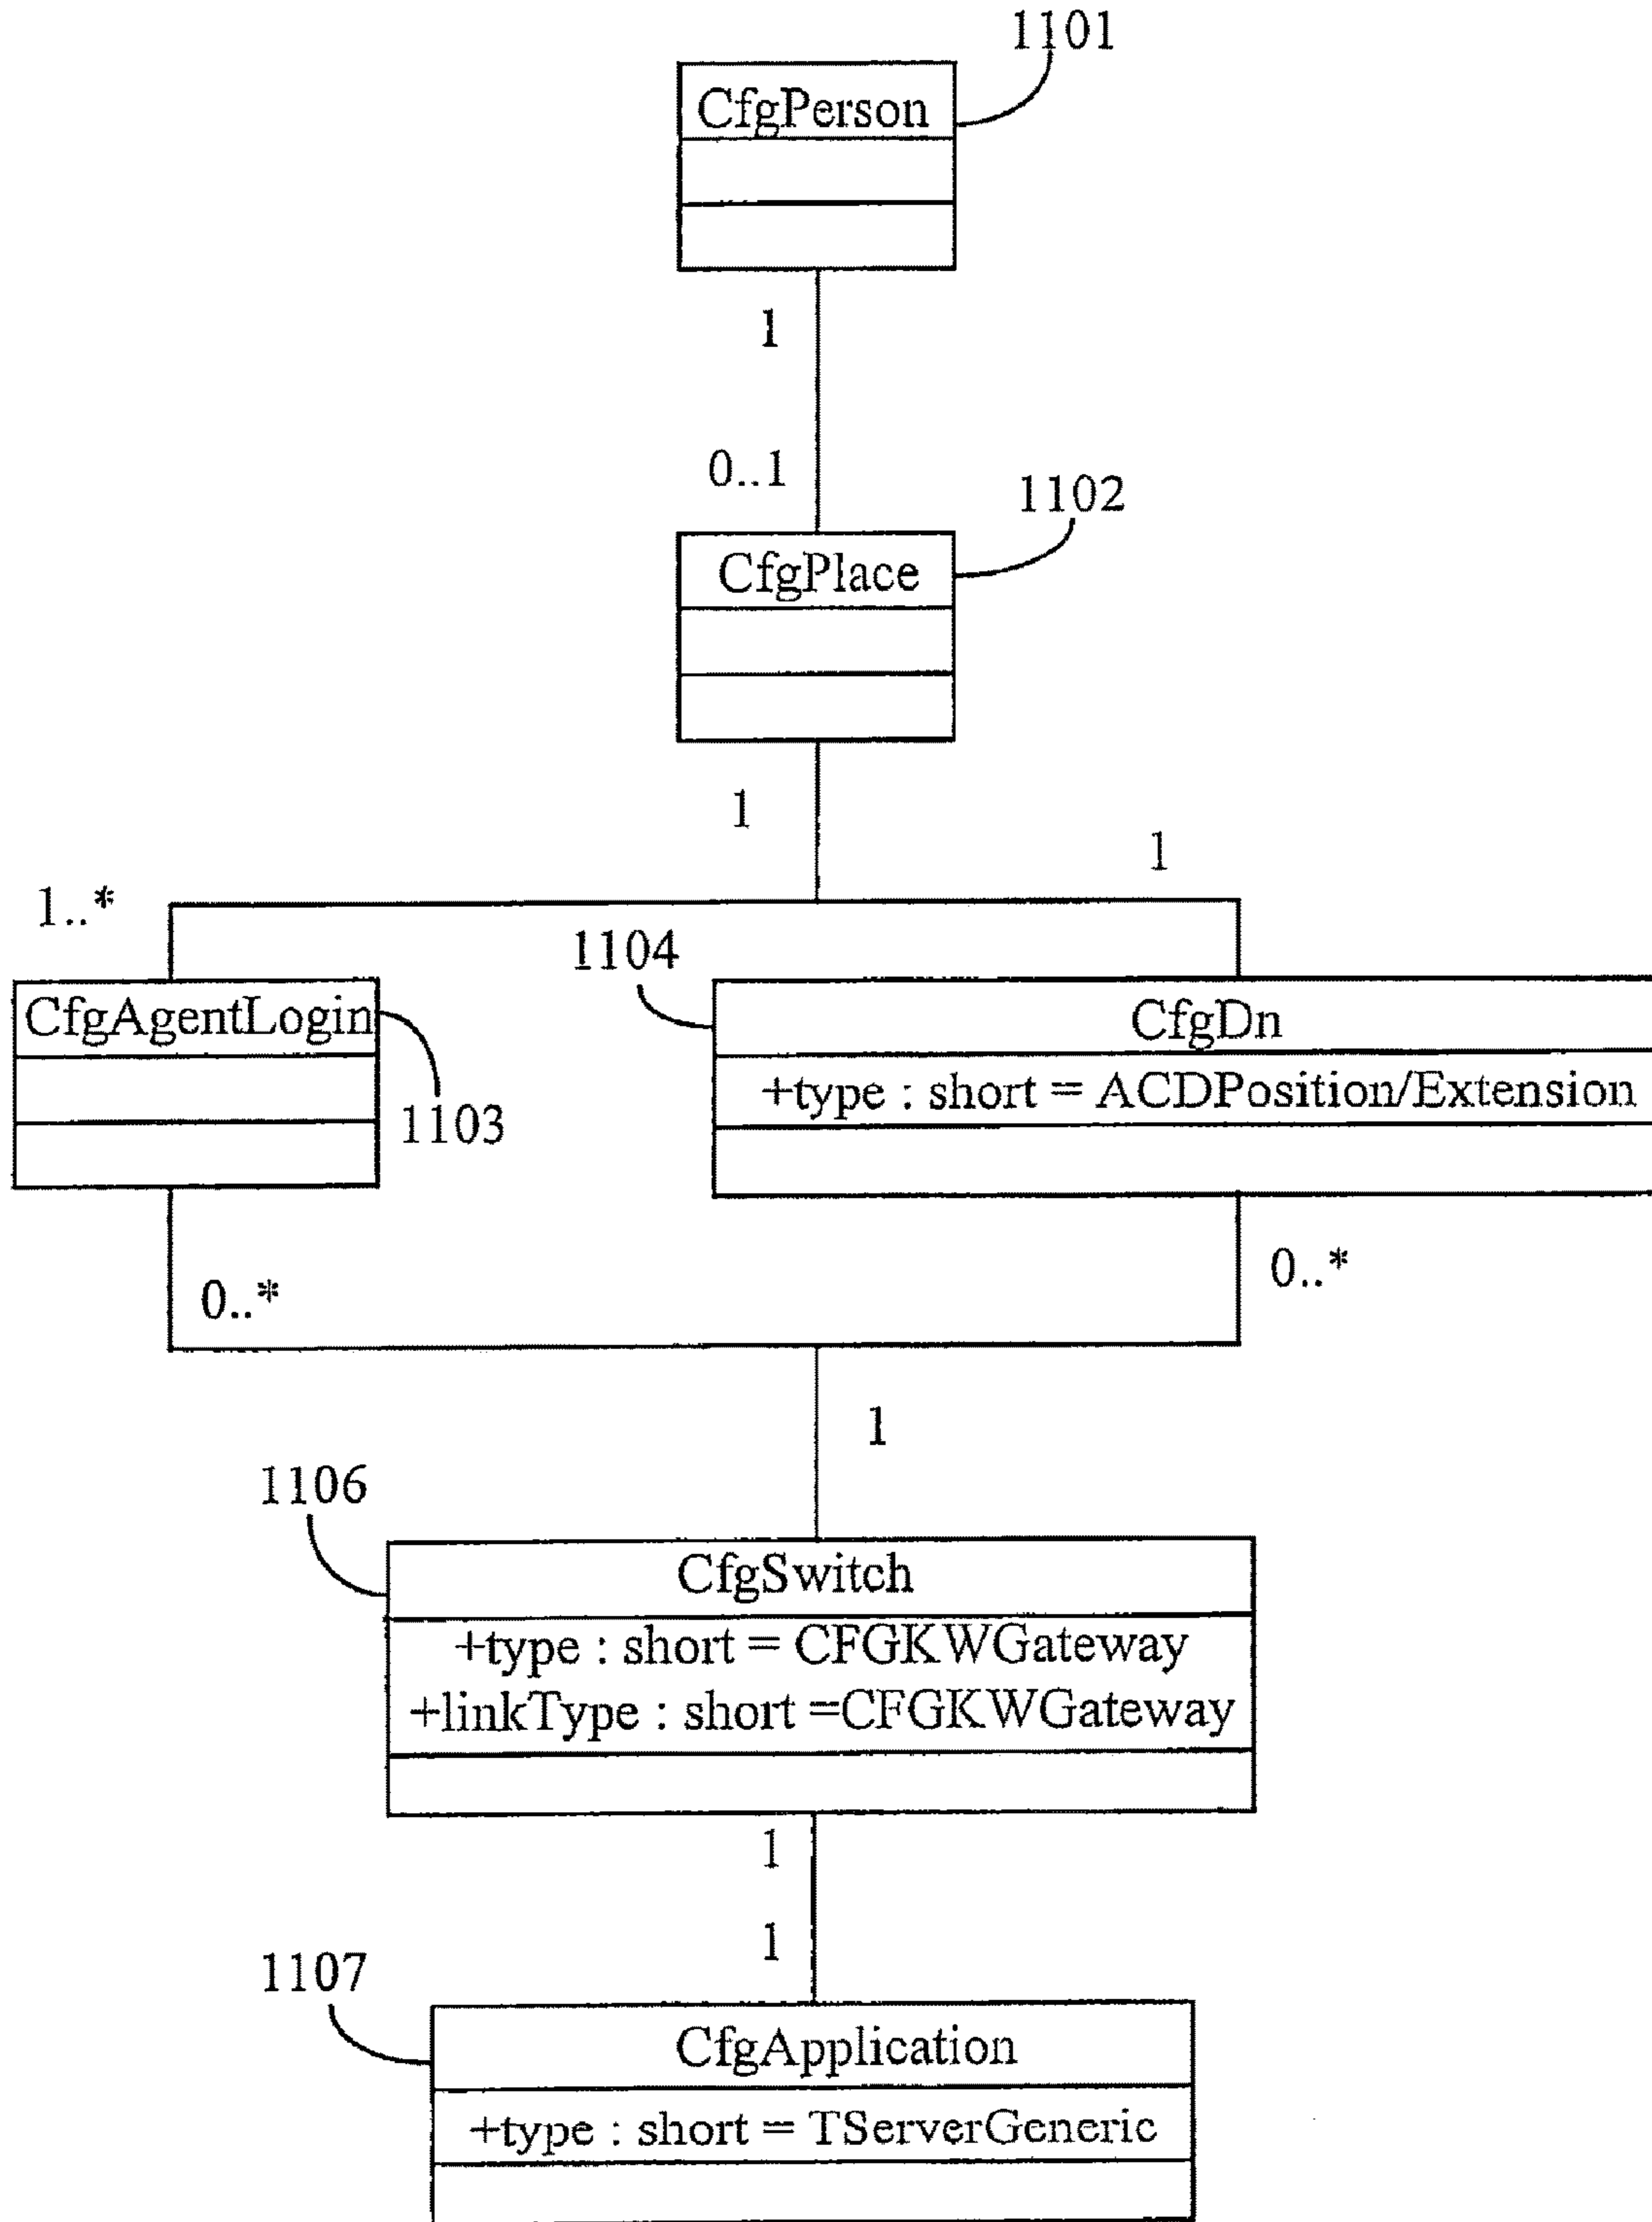 1101
CfgPerson
1
0..1
1102
CfgPlace
1
1
1..*
1104
CfgAgentLogin
CfgDn
+type : short = ACDPosition/Extension
1103
0..*
0..*
1
1106
CfgSwitch
+type : short = CFGKWGateway
+linkType : short =CFGKWGateway
1
1
1107
CfgApplication
+type : short = TServerGeneric